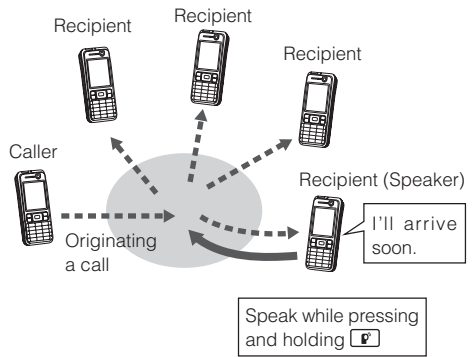 Recipient
Recipient
Recipient
Caller
Recipient (Speaker)
I'll arrive
soon.
Originating
a call
Speak while pressing
and holding